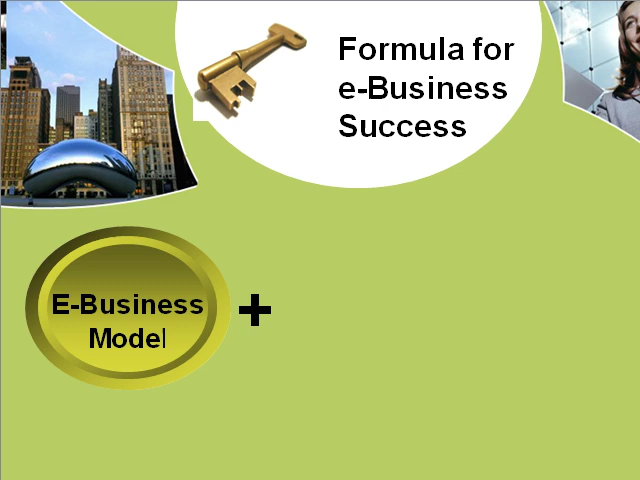 Formula for
e-Business
Success
E-Business
Model
+